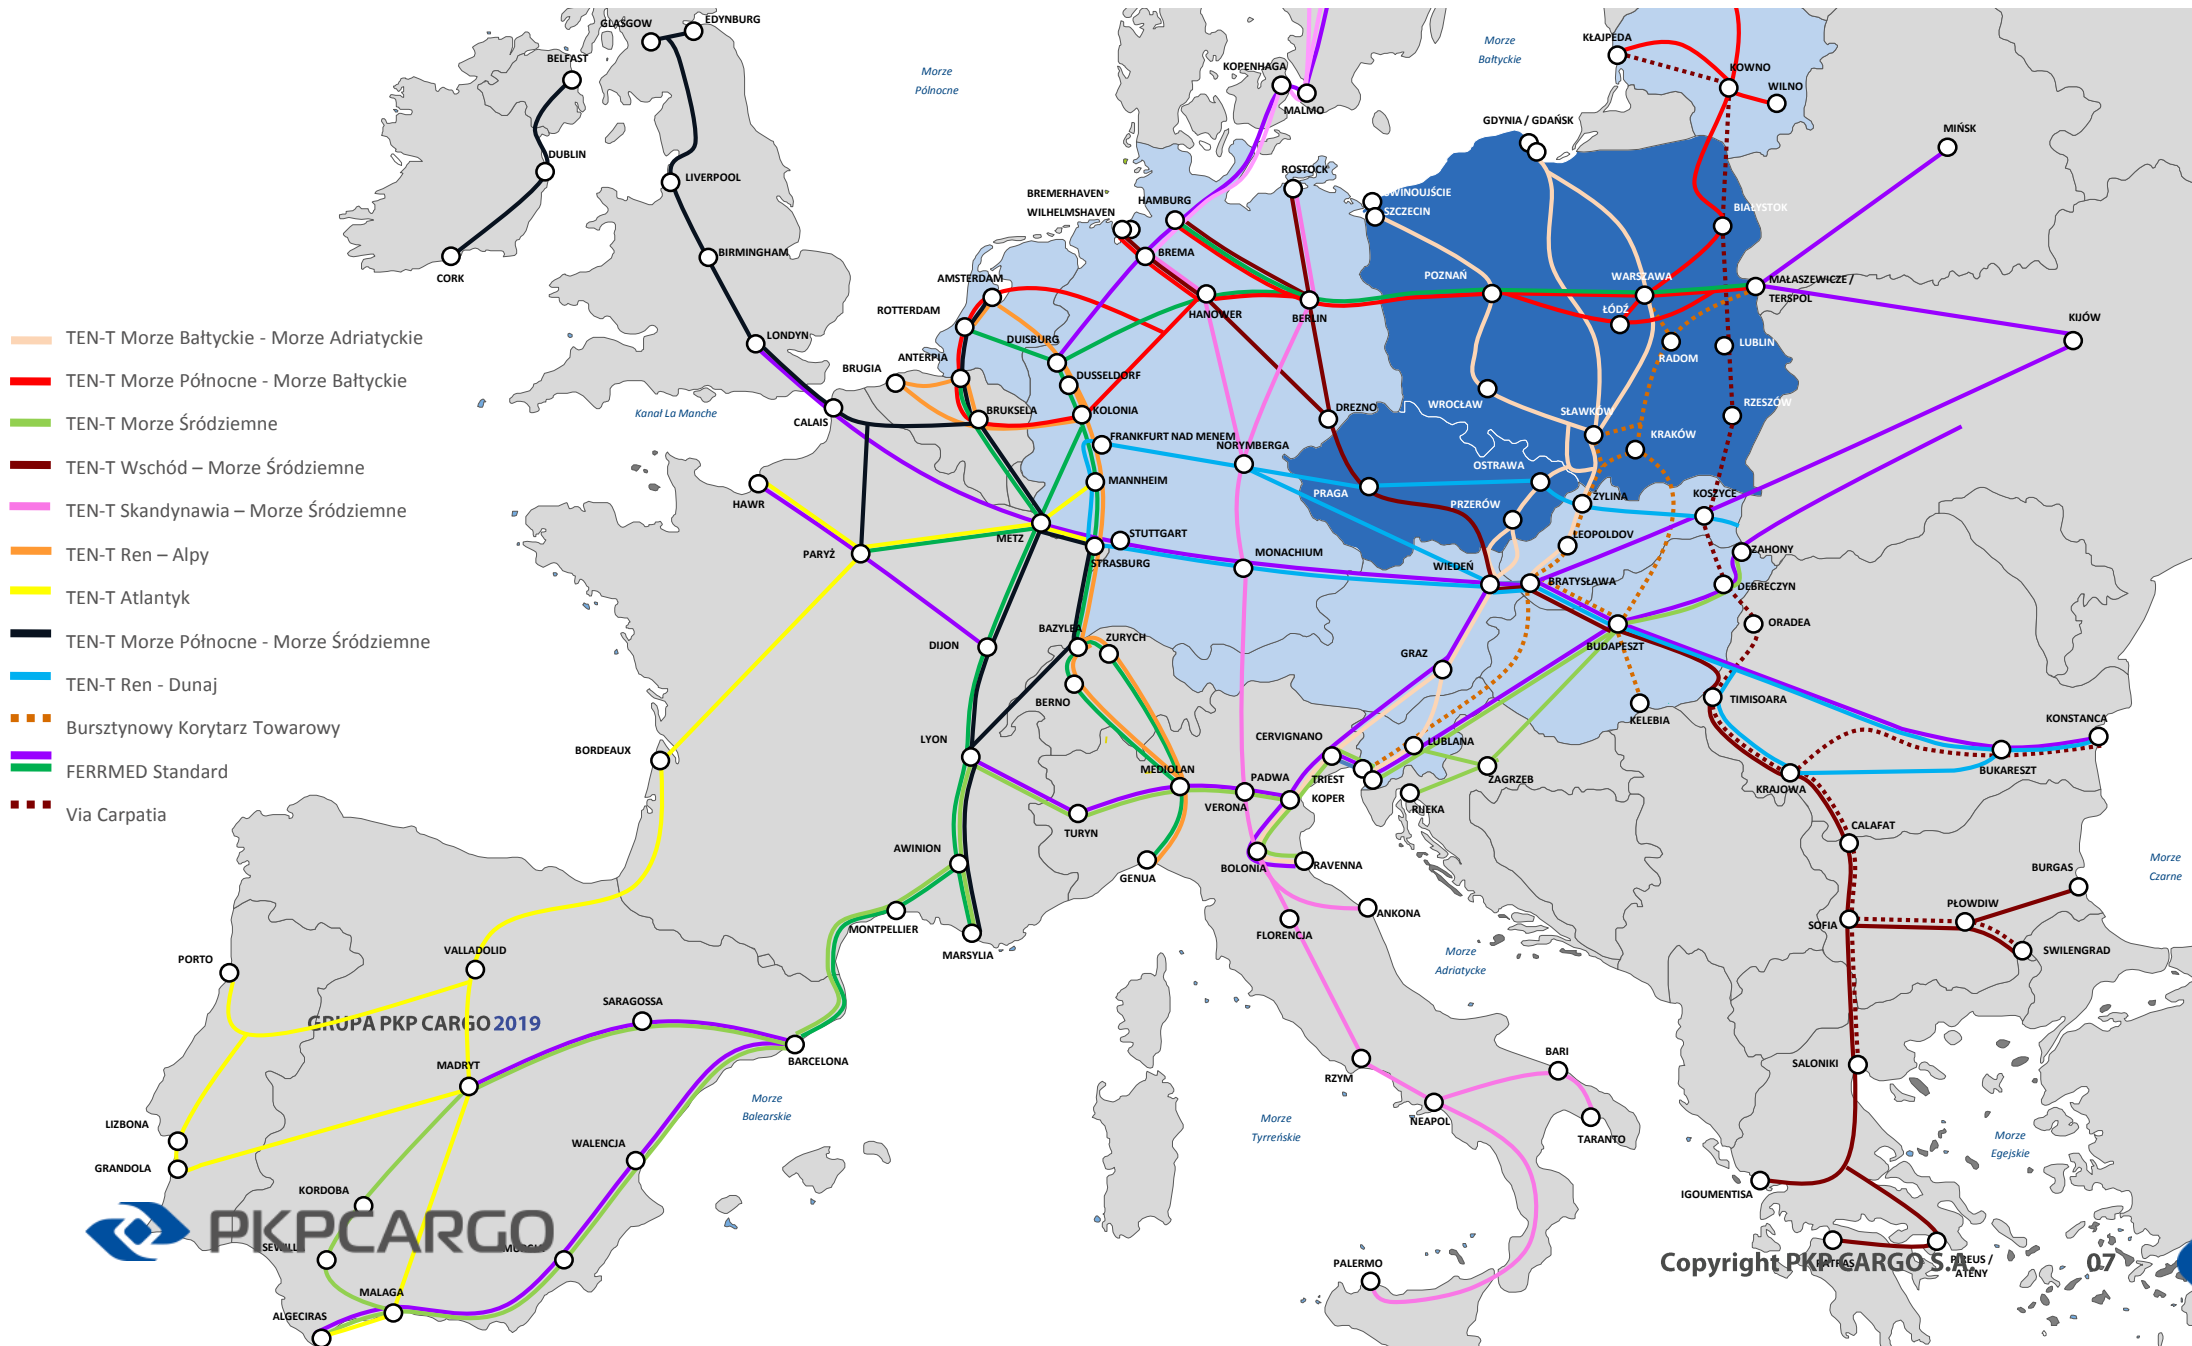 GLASGOW
EDYNBURG
BELFAST
DUBLIN
CORK
LIVERPOOL
BIRMINGHAM
LONDYN
Morze
Północne
Morze
Bałtyckie
KOPENHAGA
MALMO
KŁAJPEDA
KOWNO
WILNO
MIŃSK
GDYNIA / GDAŃSK
ROSTOCK
BREMERHAVEN
WILHELMSHAVEN
HAMBURG
BREMA
ŚWINOUJŚCIE
SZCZECIN
BIAŁYSTOK
AMSTERDAM
ROTTERDAM
HANOWER
BERLIN
POZNAŃ
WARSZAWA
ŁÓDŹ
MAŁASZEWICZE /
TERSPOL
KIJÓW
DUISBURG
ANTERPIA
BRUGIA
DUSSELDORF
BRUKSELA
KOLONIA
RADOM
LUBLIN
Kanał La Manche
CALAIS
DREZNO
WROCŁAW
SŁAWKÓW
RZESZÓW
KRAKÓW
FRANKFURT NAD MENEM
NORYMBERGA
OSTRAWA
MANNHEIM
PRAGA
PRZERÓW
ŻYLINA
KOSZYCE
HAWR
PARYŻ
METZ
STUTTGART
STRASBURG
MONACHIUM
WIEDEŃ
LEOPOLDOV
BRATYSŁAWA
ZAHONY
DEBRECZYN
ORADEA
DIJON
BAZYLEA
ZURYCH
BERNO
GRAZ
BUDAPESZT
KELEBIA
TIMISOARA
KONSTANCA
BUKARESZT
KRAJOWA
LYON
BORDEAUX
CERVIGNANO
LUBLANA
TRIEST
KOPER
ZAGRZEB
RIJEKA
MEDIOLAN
PADWA
VERONA
TURYN
GENUA
BOLONIA
RAVENNA
AWINION
MONTPELLIER
MARSYLIA
ANKONA
FLORENCJA
CALAFAT
BURGAS
PŁOWDIW
SOFIA
SWILENGRAD
Morze
Czarne
Morze
Adriatycke
PORTO
VALLADOLID
SARAGOSSA
BARCELONA
MADRYT
Morze
Balearskie
Morze
Tyrreńskie
Morze
Egejskie
RZYM
NEAPOL
BARI
TARANTO
SALONIKI
LIZBONA
GRANDOLA
WALENCJA
KORDOBA
MALAGA
ALGECIRAS
PALERMO
IGOUMENTISA
PATRAS
PIREUS /
ATENY
TEN-T Morze Bałtyckie - Morze Adriatyckie
TEN-T Morze Północne - Morze Bałtyckie
TEN-T Morze Śródziemne
TEN-T Wschód – Morze Śródziemne
TEN-T Skandynawia – Morze Śródziemne
TEN-T Ren – Alpy
TEN-T Atlantyk
TEN-T Morze Północne - Morze Śródziemne
TEN-T Ren - Dunaj
Bursztynowy Korytarz Towarowy
FERRMED Standard
Via Carpatia
GRUPA PKP CARGO 2019
PKPCARGO
Copyright PKP CARGO S.A.
07